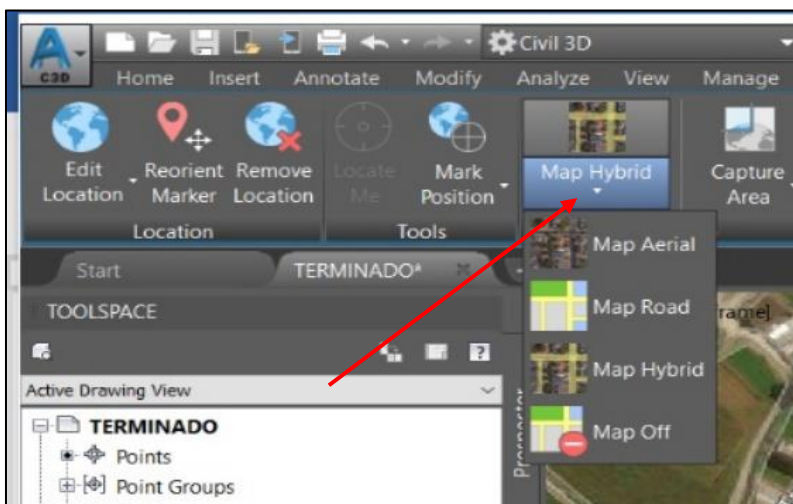 C3D
Civil 3D
Home Insert Annotate Modify Analyze View Manage
Edit Location
Reorient Marker
Remove Location
Locate Me
Mark Position
Map Hybrid
Capture Area
Location
Tools
Map Aerial
Map Road
Map Hybrid
Map Off
Start
TERMINADO*
TOOLSPACE
Active Drawing View
TERMINADO
Points
Point Groups
Prospector
rame]